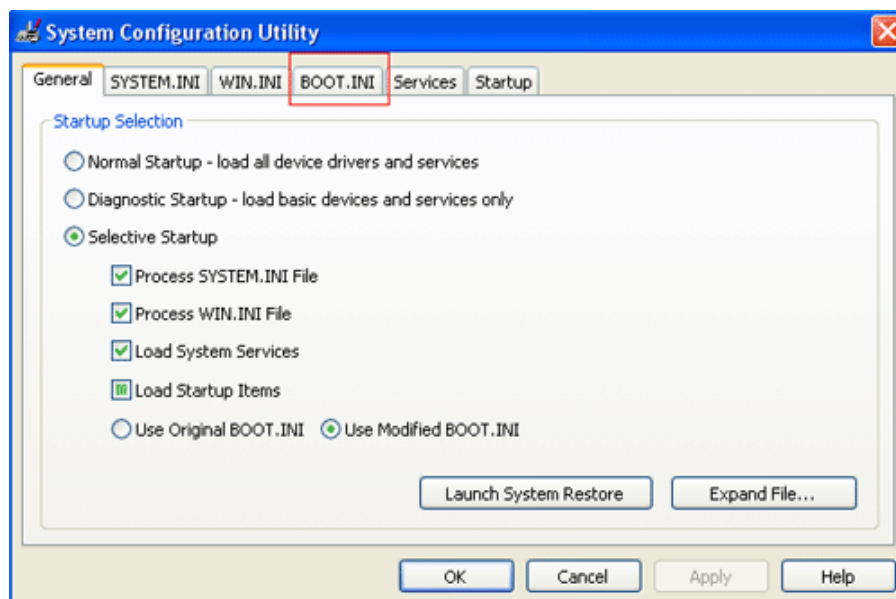 System Configuration Utility
General SYSTEM.INI WIN.INI BOOT.INI Services Startup
Startup Selection
Normal Startup - load all device drivers and services
Diagnostic Startup - load basic devices and services only
Selective Startup
Process SYSTEM.INI File
Process WIN.INI File
Load System Services
Load Startup Items
Use Original BOOT.INI Use Modified BOOT.INI
Launch System Restore Expand File...
OK Cancel Apply Help